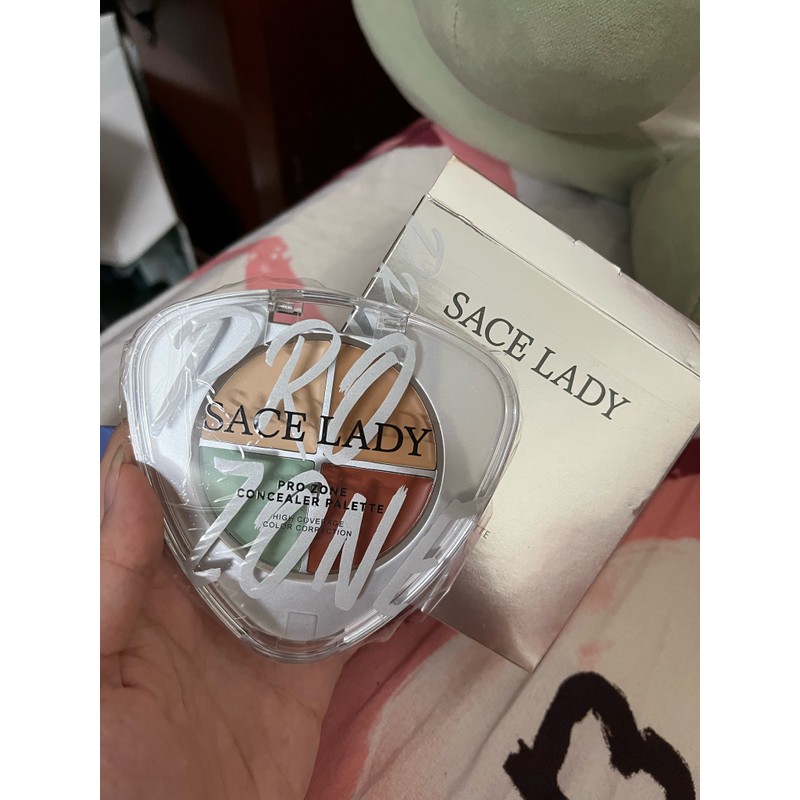 PRO
SACE LADY
PRO ZONE
CONCEALER PALETTE
HIGH COVERAGE
COLOR CORRECTION
ZONE
SACE LADY